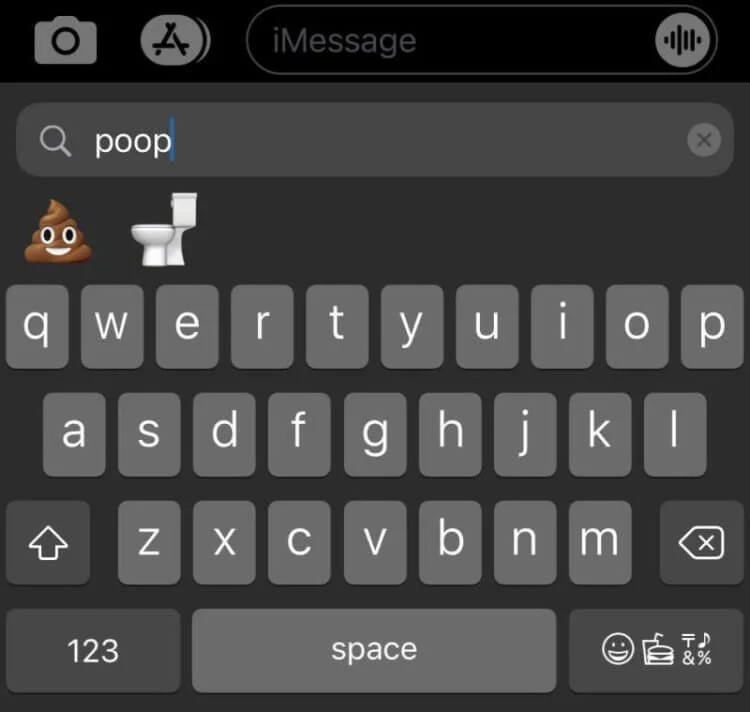 iMessage
poop
q w e r t y u i o p
a s d f g h j k l
z x c v b n m
123 space &%